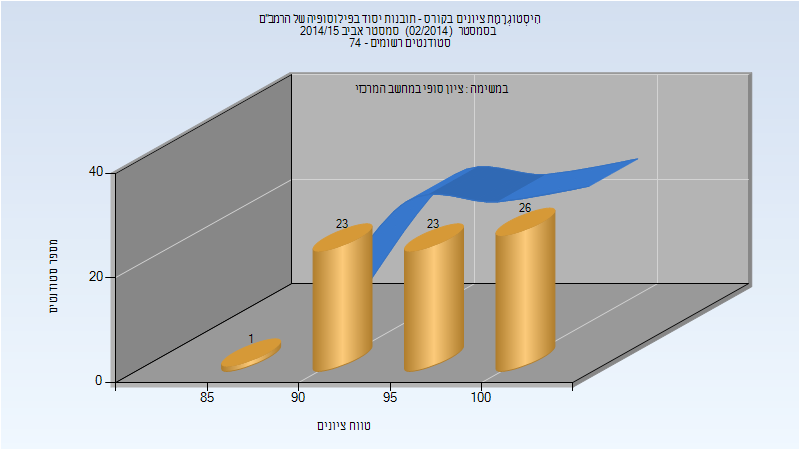 היסטוגרמת ציונים בקורס - תובנות יסוד בפילוסופיה של הרמב"ם
בסמסטר (02/2014) סמסטר אביב 2014/15
סטודנטים רשומים - 74
במשימה : ציון סופי במחשב המרכזי
40
20
0
מספר סטודנטים
1
23
23
26
85
90
95
100
טווח ציונים